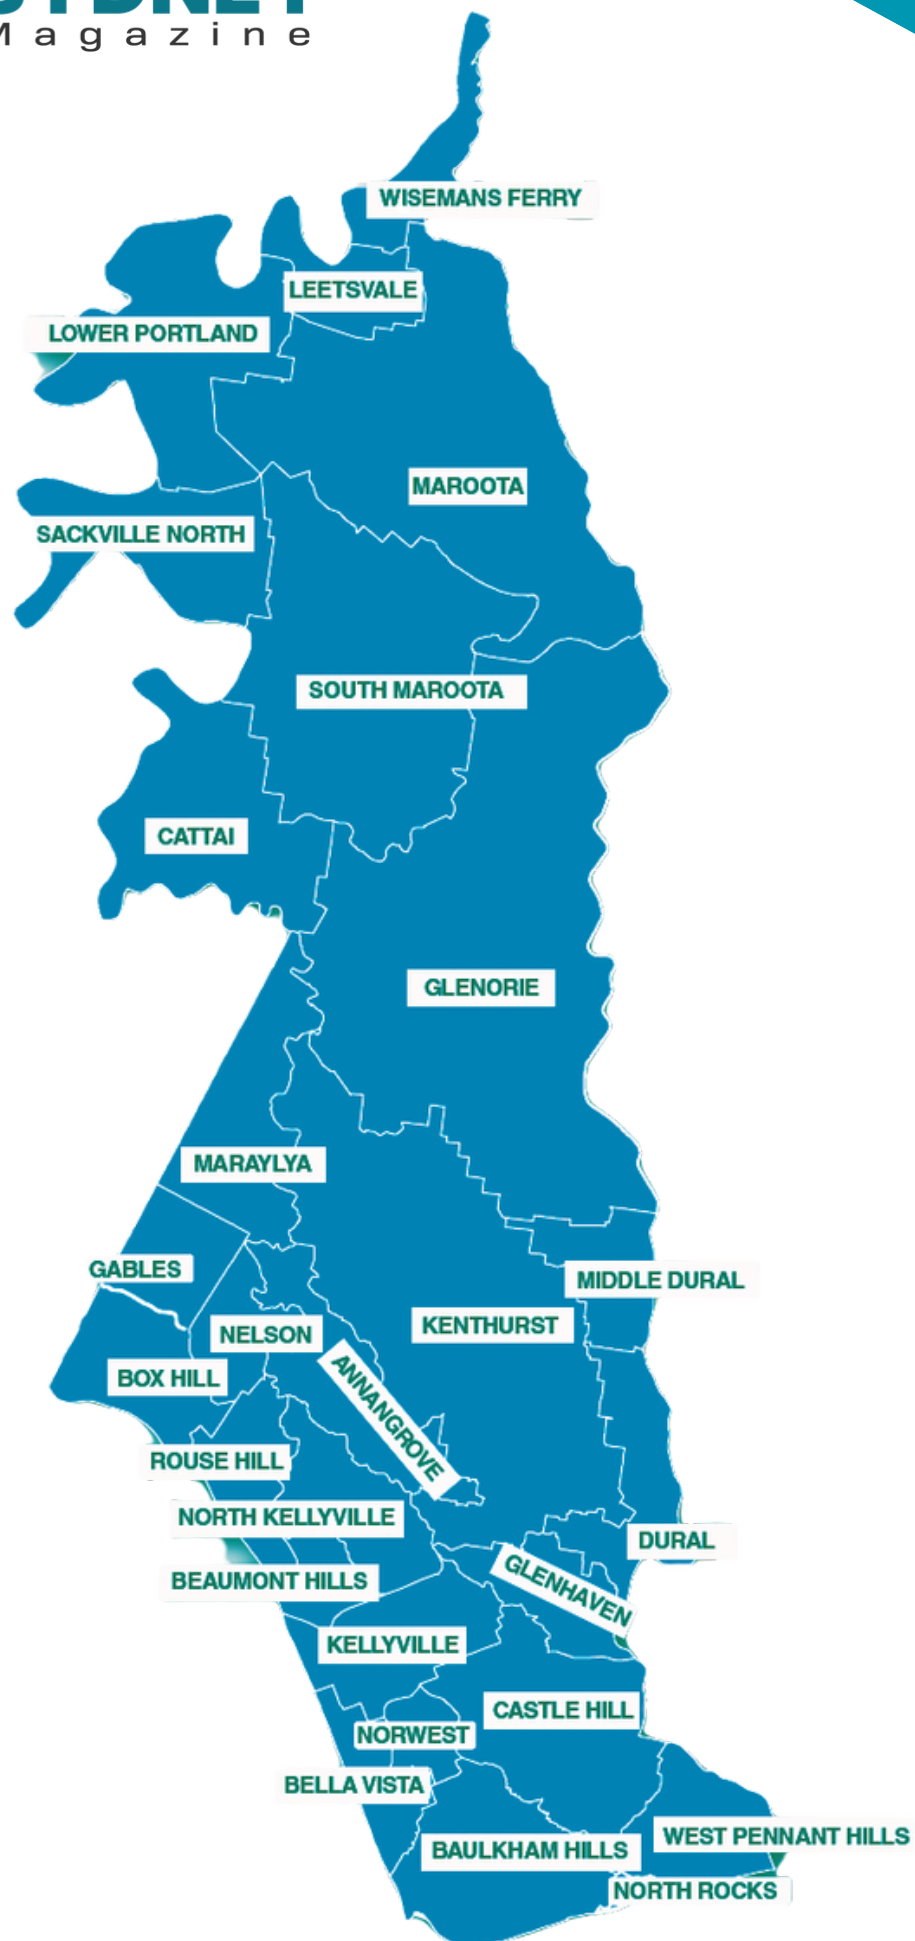 SYDNEY
Magazine
WISEMANS FERRY
LEETSVALE
LOWER PORTLAND
MAROOTA
SACKVILLE NORTH
SOUTH MAROOTA
CATTAI
GLENORIE
MARAYLYA
GABLES
MIDDLE DURAL
KENTHURST
NELSON
ANNANGROVE
BOX HILL
ROUSE HILL
NORTH KELLYVILLE
DURAL
GLENHAVEN
BEAUMONT HILLS
KELLYVILLE
CASTLE HILL
NORWEST
BELLA VISTA
WEST PENNANT HILLS
BAULKHAM HILLS
NORTH ROCKS